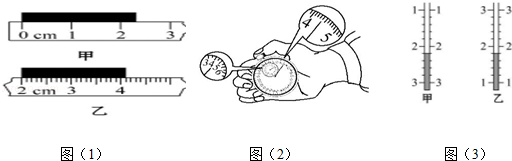 0 cm 1 2 3
甲
2 cm 3 4
乙
4 5
1 1 3 3
2 2 2 2
3 3 1 1
甲 乙
图（1） 图（2） 图（3）